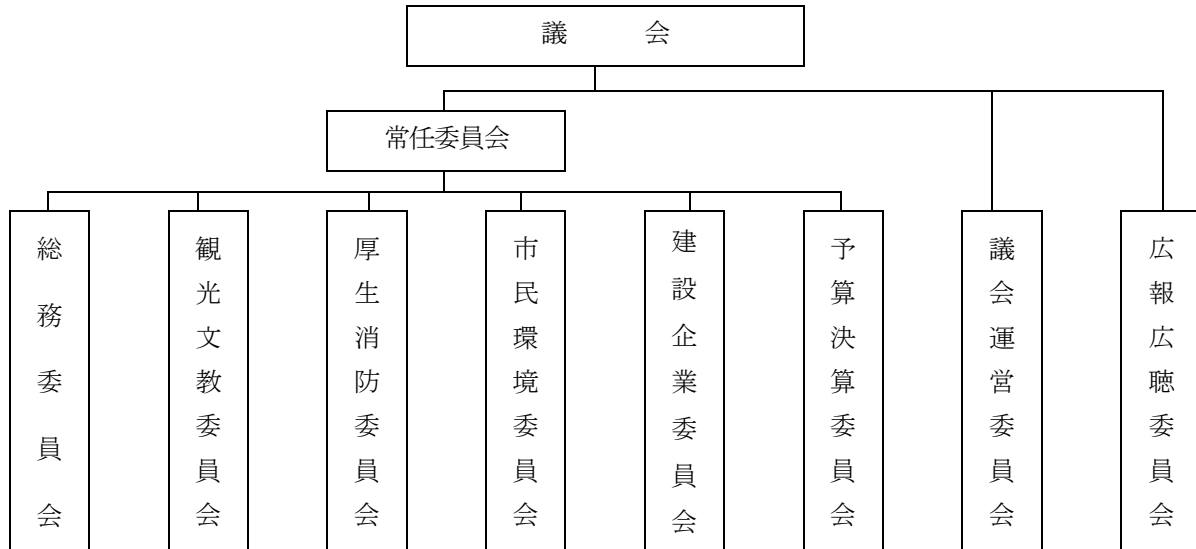 議　会
常任委員会
総務委員会
観光文教委員会
厚生消防委員会
市民環境委員会
建設企業委員会
予算決算委員会
議会運営委員会
広報広聴委員会